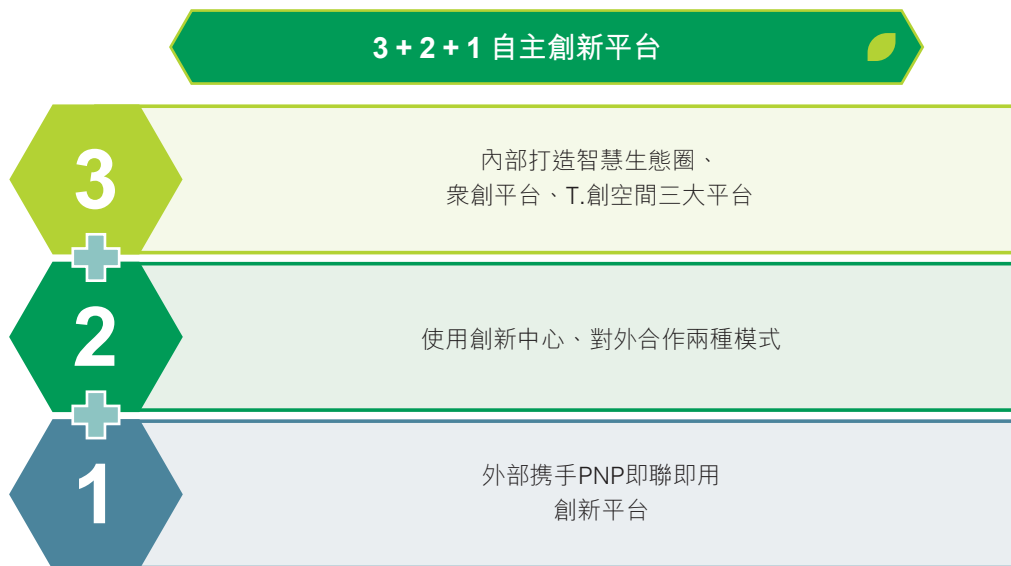 3 + 2 + 1 自主創新平台
3
內部打造智慧生態圈、
衆創平台、T.創空間三大平台
2
使用創新中心、對外合作兩種模式
1
外部携手PNP即聯即用
創新平台